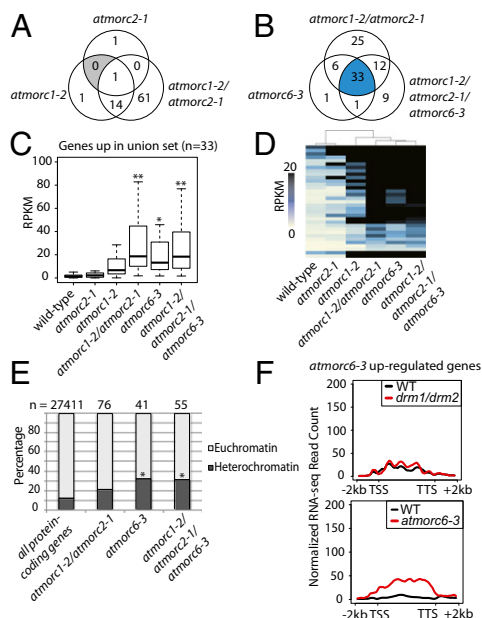 A
atmorc2-1
1
0
0
1
atmorc1-2
1
14
61
atmorc1-2/
atmorc2-1
B
atmorc1-2/atmorc2-1
25
6
12
33
atmorc6-3
1
1
9
atmorc1-2/
atmorc2-1/
atmorc6-3
C
Genes up in union set (n=33)
RPKM
100
80
60
40
20
0
**
*
**
wild-type
atmorc2-1
atmorc1-2
atmorc1-2/atmorc2-1
atmorc6-3
atmorc1-2/
atmorc2-1/
atmorc6-3
D
RPKM
20
0
wild-type
atmorc2-1
atmorc1-2
atmorc1-2/atmorc2-1
atmorc6-3
atmorc1-2/
atmorc2-1/
atmorc6-3
E
n = 27411 76 41 55
Percentage
100
80
60
40
20
0
*
*
Euchromatin
Heterochromatin
all protein-
coding genes
atmorc1-2/atmorc2-1
atmorc6-3
atmorc1-2/
atmorc2-1/
atmorc6-3
F
atmorc6-3 up-regulated genes
Normalized RNA-seq Read Count
200
150
100
50
0
WT
drm1/drm2
-2kb TSS TTS +2kb
200
150
100
50
0
WT
atmorc6-3
-2kb TSS TTS +2kb